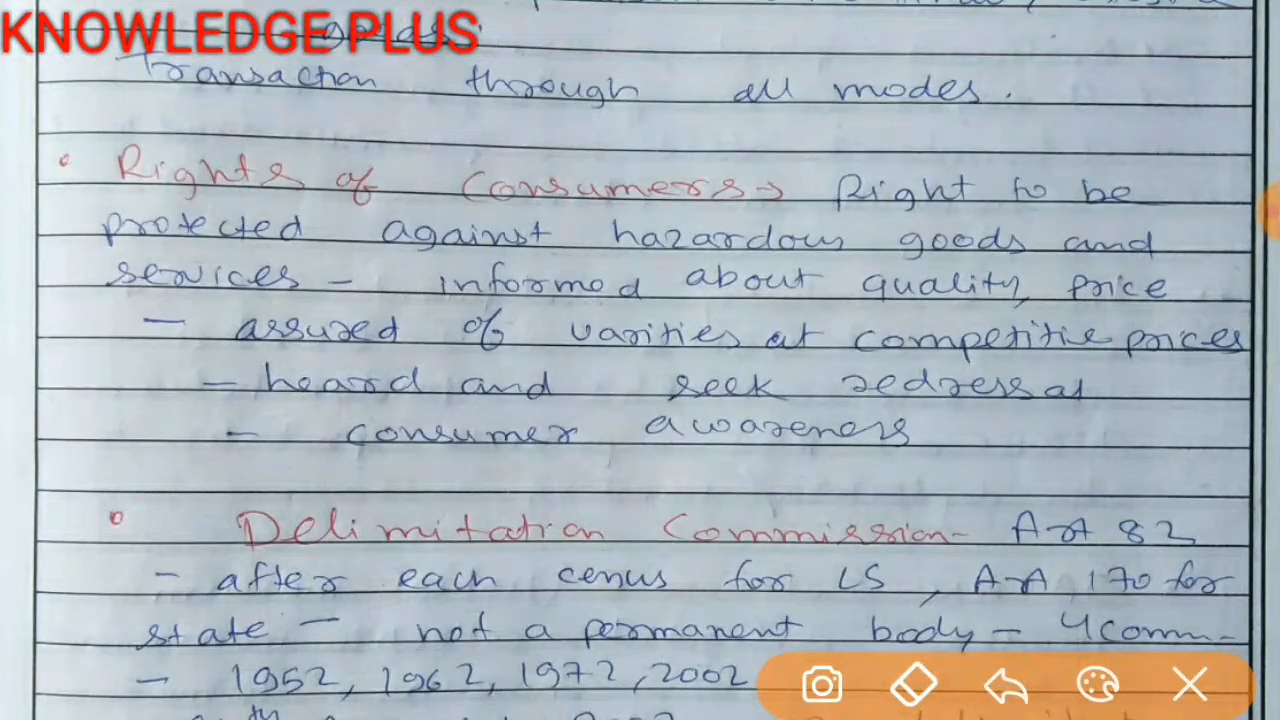 KNOWLEDGE PLUS
Transaction through all modes.
• Rights of Consumers → Right to be
protected against hazardous goods and
services - informed about quality, price
- assured of varities at competitie prices
- heard and seek redressal
- consumer awareness
• Delimitation Commission - Art 82
- after each cenus for LS, Art 170 for
state - not a permanent body - 4 comm -
- 1952, 1962, 1972, 2002